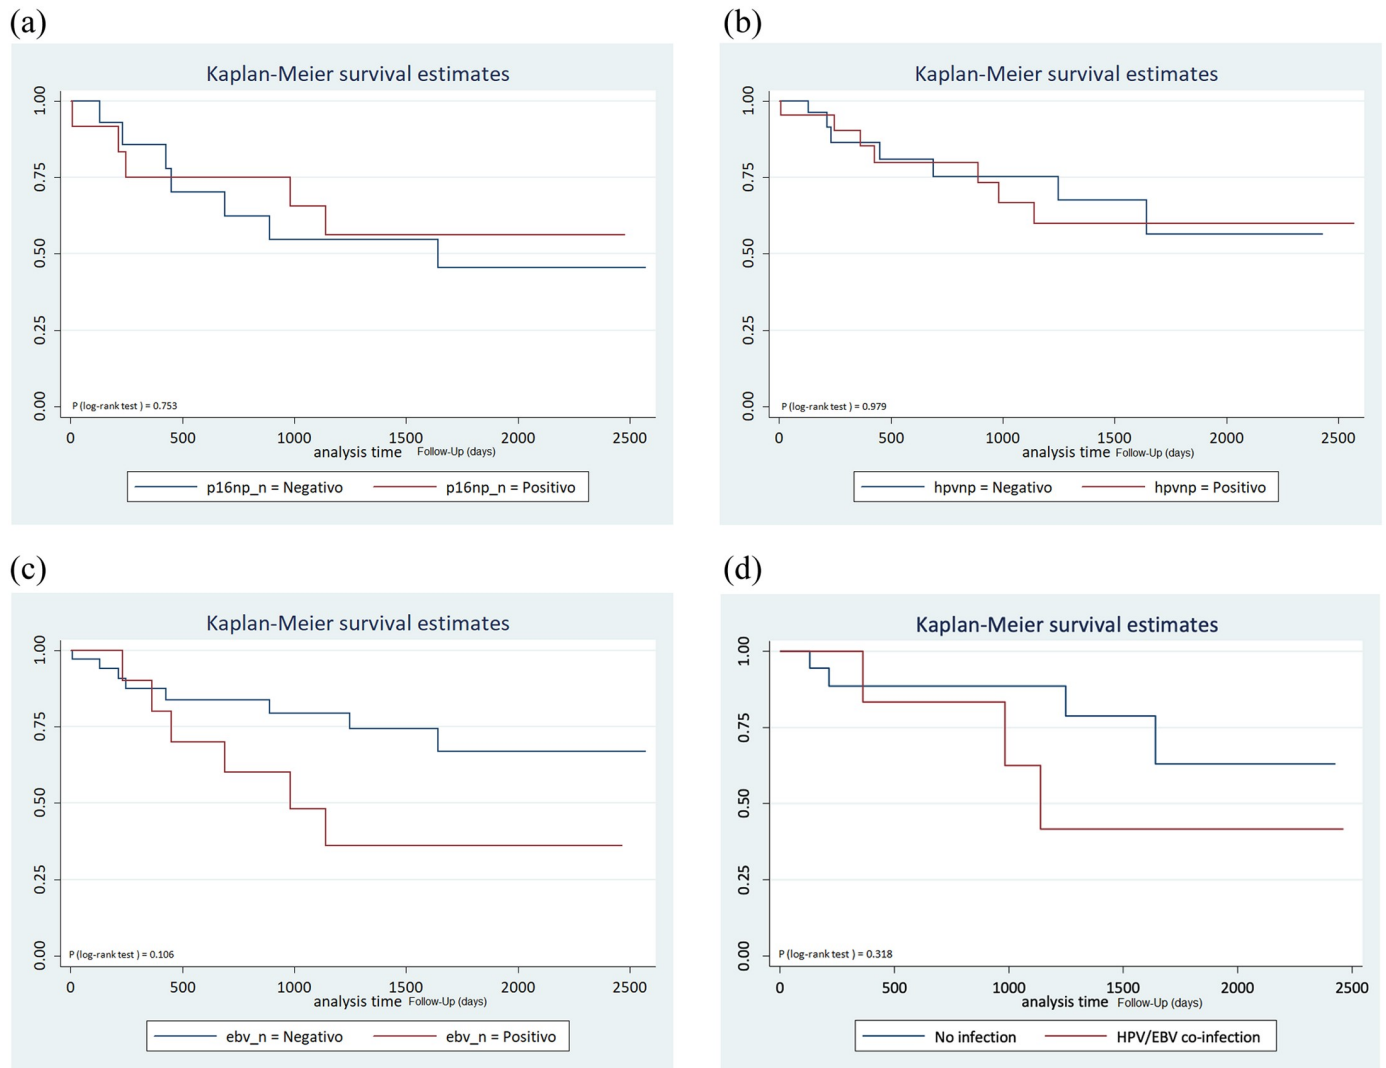 (a)
Kaplan-Meier survival estimates
1.00
0.75
0.50
0.25
0.00
P (log-rank test ) = 0.753
0 500 1000 1500 2000 2500
analysis time Follow-Up (days)
p16np_n = Negativo p16np_n = Positivo
(b)
Kaplan-Meier survival estimates
1.00
0.75
0.50
0.25
0.00
P (log-rank test ) = 0.979
0 500 1000 1500 2000 2500
analysis time Follow-Up (days)
hpvnp = Negativo hpvnp = Positivo
(c)
Kaplan-Meier survival estimates
1.00
0.75
0.50
0.25
0.00
P (log-rank test ) = 0.106
0 500 1000 1500 2000 2500
analysis time Follow-Up (days)
ebv_n = Negativo ebv_n = Positivo
(d)
Kaplan-Meier survival estimates
1.00
0.75
0.50
0.25
0.00
P (log-rank test ) = 0.318
0 500 1000 1500 2000 2500
analysis time Follow-Up (days)
No infection HPV/EBV co-infection